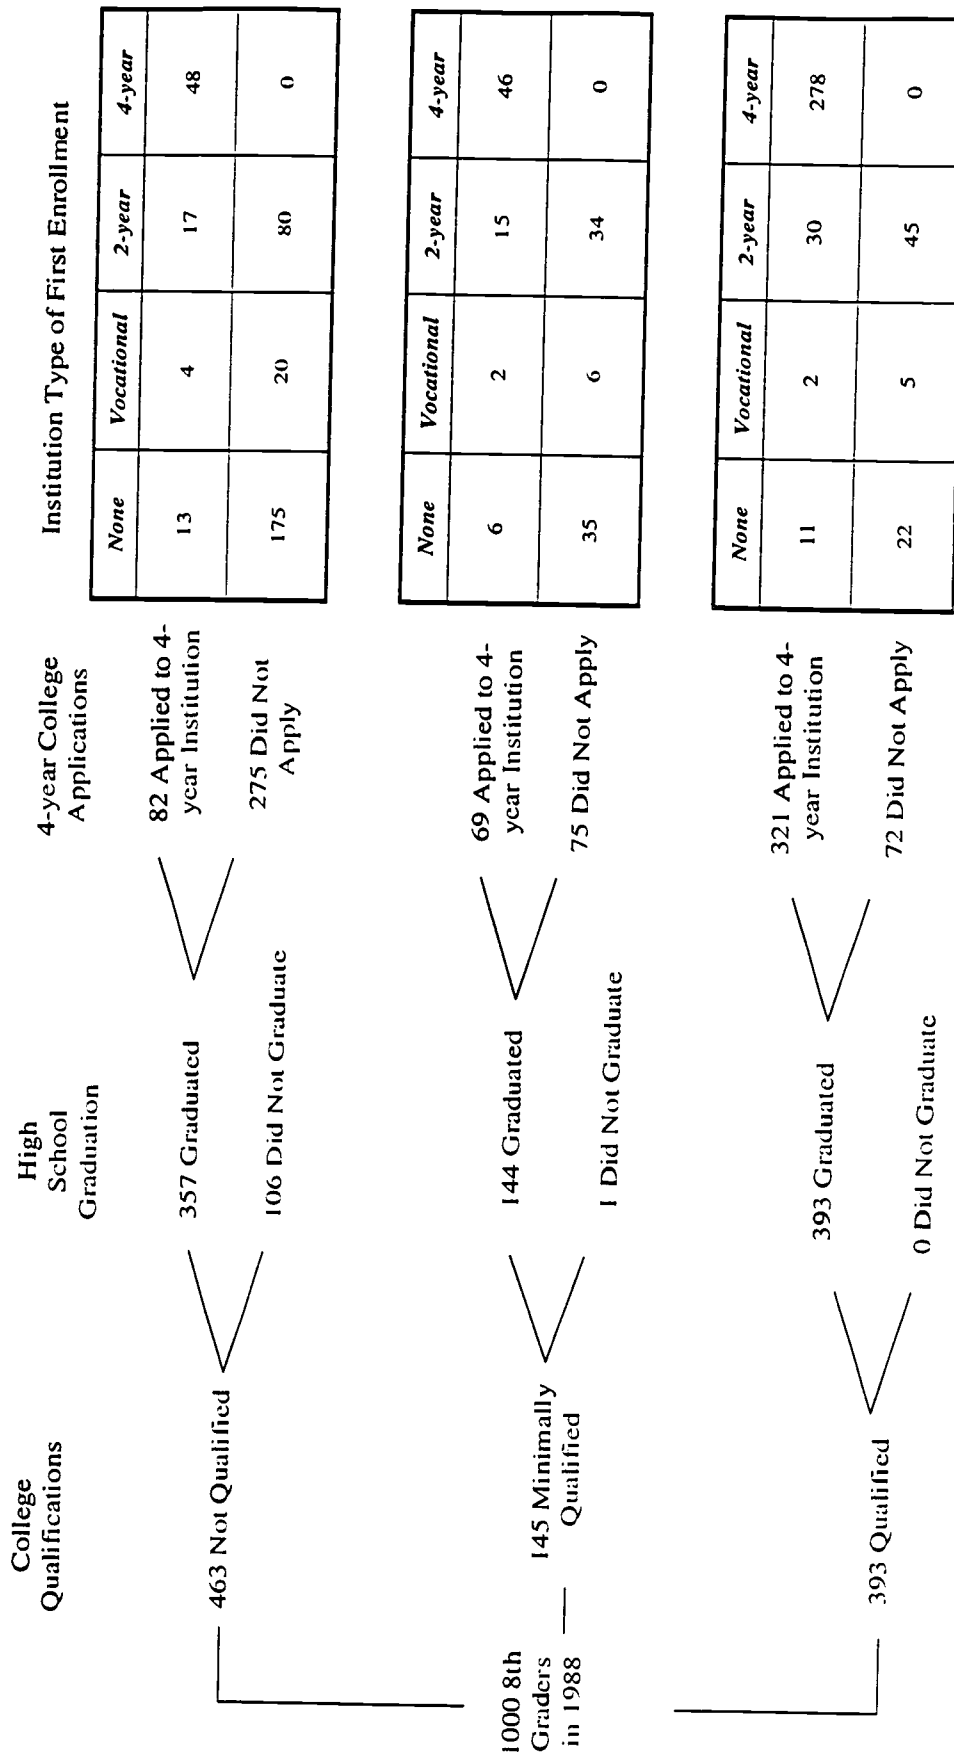 College
Qualifications
High
School
Graduation
4-year College
Applications
Institution Type of First Enrollment
1000 8th
Graders
in 1988
463 Not Qualified
357 Graduated
106 Did Not Graduate
82 Applied to 4-
year Institution
275 Did Not
Apply
None Vocational 2-year 4-year
13 4 17 48
175 20 80 0
145 Minimally
Qualified
144 Graduated
1 Did Not Graduate
69 Applied to 4-
year Institution
75 Did Not Apply
None Vocational 2-year 4-year
6 2 15 46
35 6 34 0
393 Qualified
393 Graduated
0 Did Not Graduate
321 Applied to 4-
year Institution
72 Did Not Apply
None Vocational 2-year 4-year
11 2 30 278
22 5 45 0